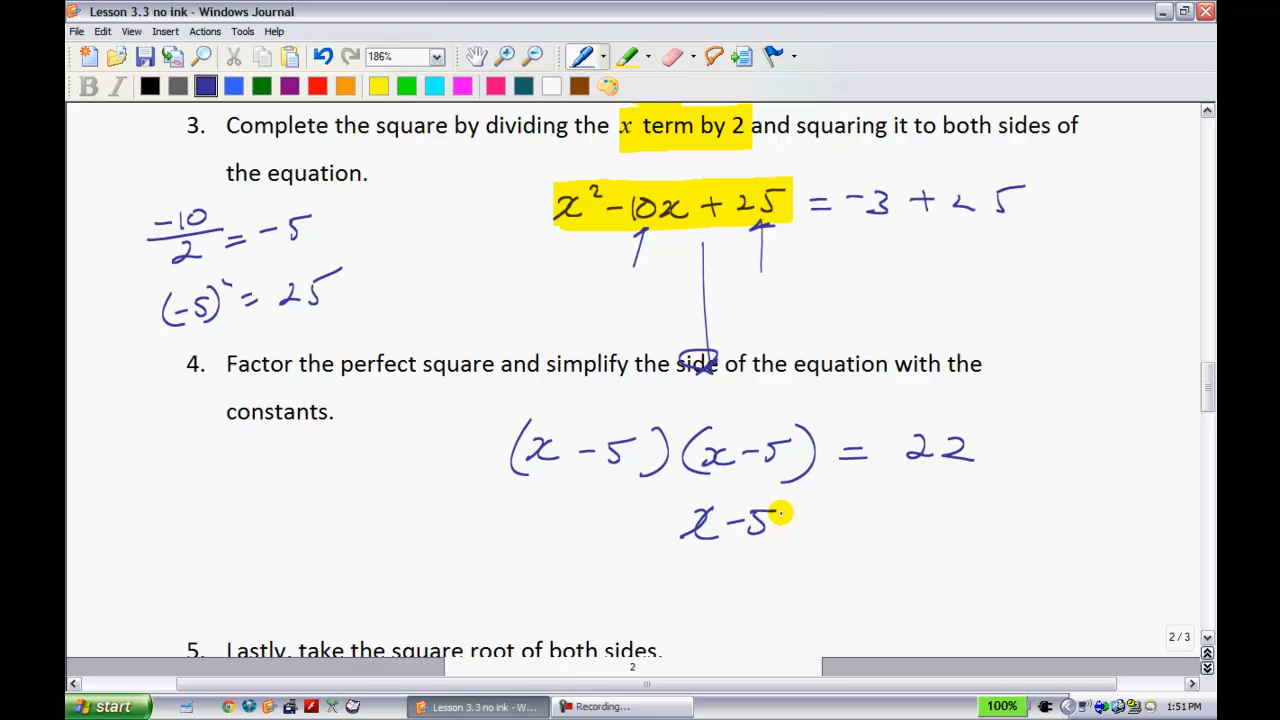 Lesson 3.3 no ink - Windows Journal
File Edit View Insert Actions Tools Help
186%
B I
3. Complete the square by dividing the x term by 2 and squaring it to both sides of
the equation.
x² - 10x + 25 = -3 + 25
-10/2 = -5
(-5)² = 25
4. Factor the perfect square and simplify the side of the equation with the
constants.
(x - 5)(x - 5) = 22
x - 5
5. Lastly, take the square root of both sides.
2/3
2
start Lesson 3.3 no ink - W... Recording... 100% 1:51 PM